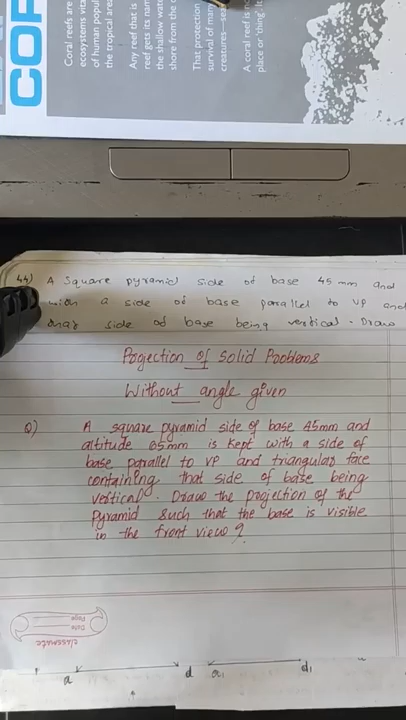 COR
Coral reefs are
ecosystems vita
of human popul
the tropical area
Any reef that is
reef gets its nam
the shallow wate
shore from the c
That protection
survival of man
creatures—se
A coral reef is no
place or 'thing'
44) A Square pyramid side of base 45 mm and
with a side of base parallel to VP and
side of base being vertical. Draw
Projection of Solid Problems
Without angle given
Q) A square pyramid side of base 45mm and
altitude 65mm is kept with a side of
base parallel to VP and triangular face
containing that side of base being
vertical. Draw the projection of the
Pyramid such that the base is visible
in the front view?
classmate
Date
Page
a d a1 d1